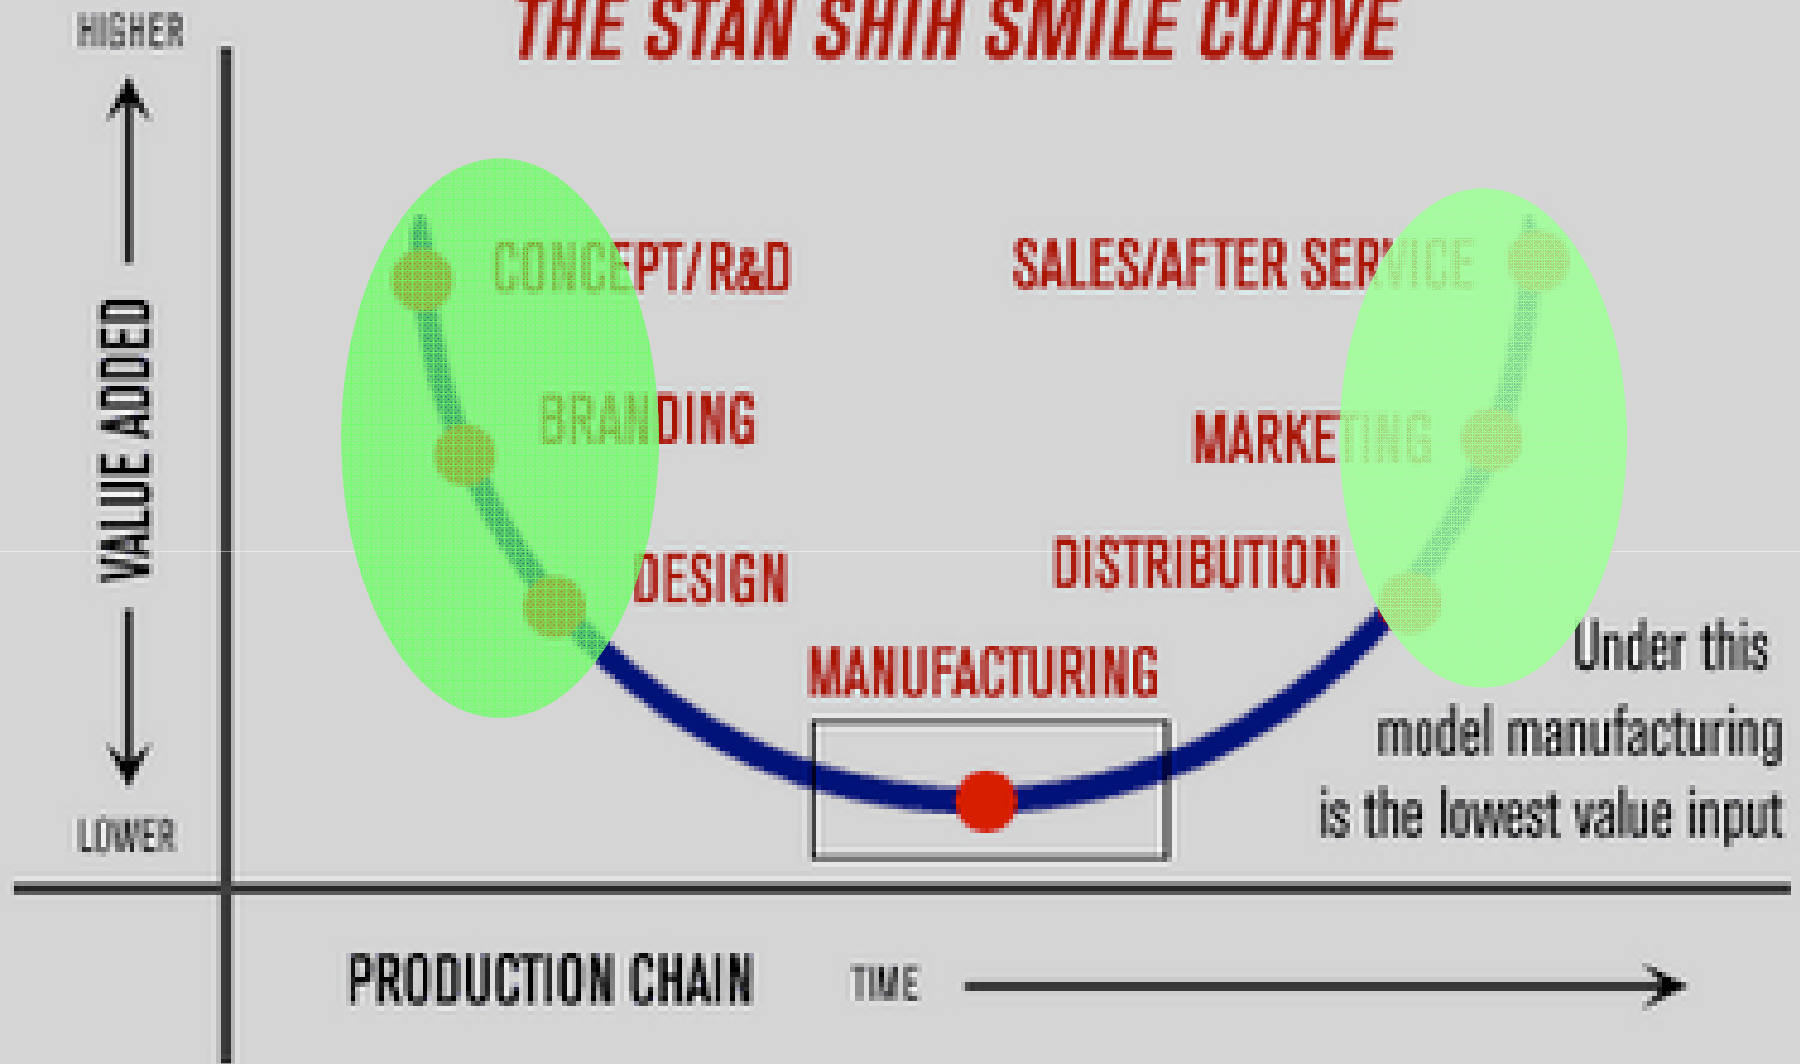 THE STAN SHIH SMILE CURVE
HIGHER
VALUE ADDED
LOWER
CONCEPT/R&D
BRANDING
DESIGN
MANUFACTURING
SALES/AFTER SERVICE
MARKETING
DISTRIBUTION
Under this
model manufacturing
is the lowest value input
PRODUCTION CHAIN
TIME